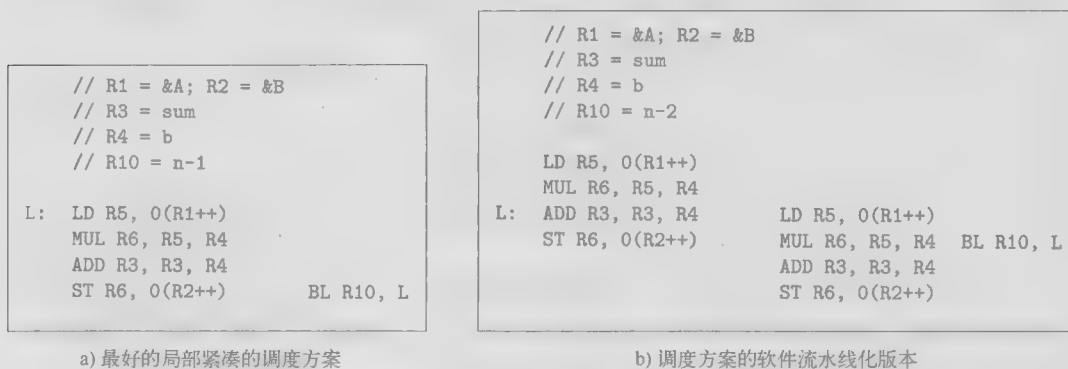 // R1 = &A; R2 = &B
// R3 = sum
// R4 = b
// R10 = n-1
L: LD R5, 0(R1++)
MUL R6, R5, R4
ADD R3, R3, R4
ST R6, 0(R2++) BL R10, L
a) 最好的局部紧凑的调度方案
// R1 = &A; R2 = &B
// R3 = sum
// R4 = b
// R10 = n-2
LD R5, 0(R1++)
MUL R6, R5, R4
L: ADD R3, R3, R4 LD R5, 0(R1++)
ST R6, 0(R2++) MUL R6, R5, R4 BL R10, L
ADD R3, R3, R4
ST R6, 0(R2++)
b) 调度方案的软件流水线化版本